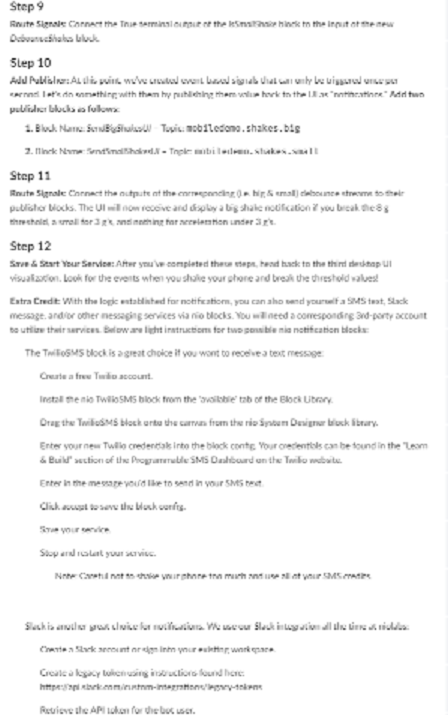 Step 9
Route Signals: Connect the True terminal output of the IsSmallShake block to the input of the new
DebounceShakes block.
Step 10
Add Publisher: At this point, we've created event based signals that can only be triggered once per
second. Let's do something with them by publishing them value back to the UI as "notifications." Add two
publisher blocks as follows:
1. Block Name: SendBigShakesUI - Topic: mobiledemo.shakes.big
2. Block Name: SendSmallShakesUI - Topic: mobiledemo.shakes.small
Step 11
Route Signals: Connect the outputs of the corresponding (i.e. big & small) debounce streams to their
publisher blocks. The UI will now receive and display a big shake notification if you break the 8 g
threshold, a small for 3 g's, and nothing for acceleration under 3 g's.
Step 12
Save & Start Your Service: After you've completed these steps, head back to the third desktop UI
visualization. Look for the events when you shake your phone and break the threshold values!
Extra Credit: With the logic established for notifications, you can also send yourself a SMS text, Slack
message, and/or other messaging services via nio blocks. You will need a corresponding 3rd-party account
to utilize their services. Below are light instructions for two possible nio notification blocks:
The TwilioSMS block is a great choice if you want to receive a text message:
Create a free Twilio account.
Install the nio TwilioSMS block from the 'available' tab of the Block Library.
Drag the TwilioSMS block onto the canvas from the nio System Designer block library.
Enter your new Twilio credentials into the block config. Your credentials can be found in the "Learn
& Build" section of the Programmable SMS Dashboard on the Twilio website.
Enter in the message you'd like to send in your SMS text.
Click accept to save the block config.
Save your service.
Stop and restart your service.
Note: Careful not to shake your phone too much and use all of your SMS credits
Slack is another great choice for notifications. We use our Slack integration all the time at niolabs:
Create a Slack account or sign into your existing workspace.
Create a legacy token using instructions found here:
https://api.slack.com/custom-integrations/legacy-tokens
Retrieve the API token for the bot user.